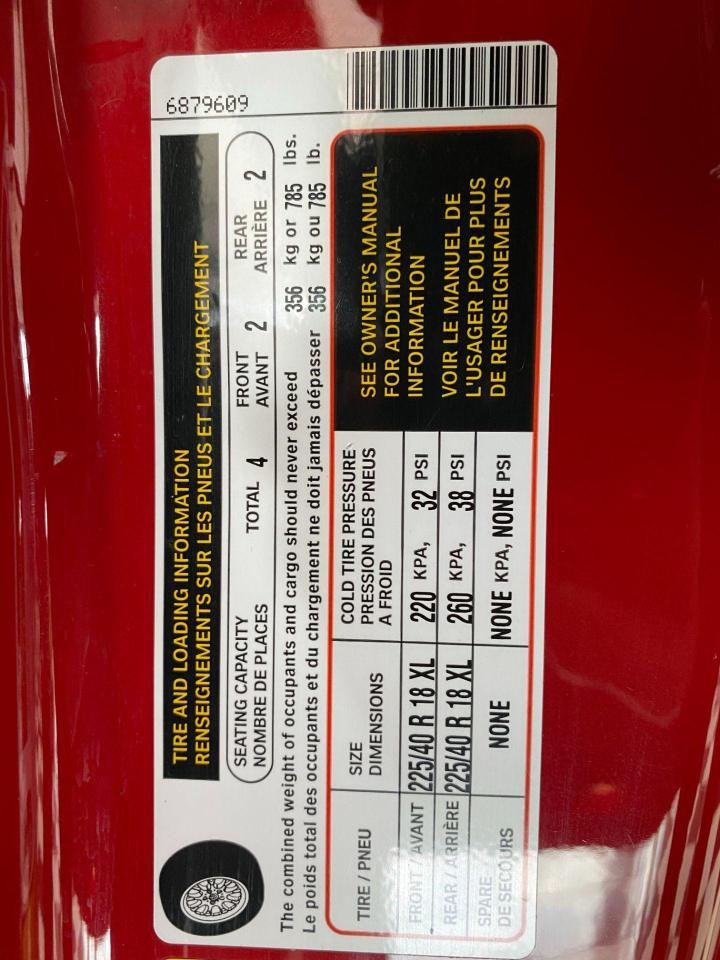 6879609
TIRE AND LOADING INFORMATION
RENSEIGNEMENTS SUR LES PNEUS ET LE CHARGEMENT
SEATING CAPACITY
NOMBRE DE PLACES
TOTAL 4
FRONT
AVANT 2
REAR
ARRIÈRE 2
The combined weight of occupants and cargo should never exceed 356 kg or 785 lbs.
Le poids total des occupants et du chargement ne doit jamais dépasser 356 kg ou 785 lb.
TIRE / PNEU
SIZE
DIMENSIONS
COLD TIRE PRESSURE
PRESSION DES PNEUS
A FROID
FRONT / AVANT 225/40 R 18 XL 220 KPA, 32 PSI
REAR / ARRIÈRE 225/40 R 18 XL 260 KPA, 38 PSI
SPARE
DE SECOURS NONE NONE KPA, NONE PSI
SEE OWNER'S MANUAL
FOR ADDITIONAL
INFORMATION
VOIR LE MANUEL DE
L'USAGER POUR PLUS
DE RENSEIGNEMENTS